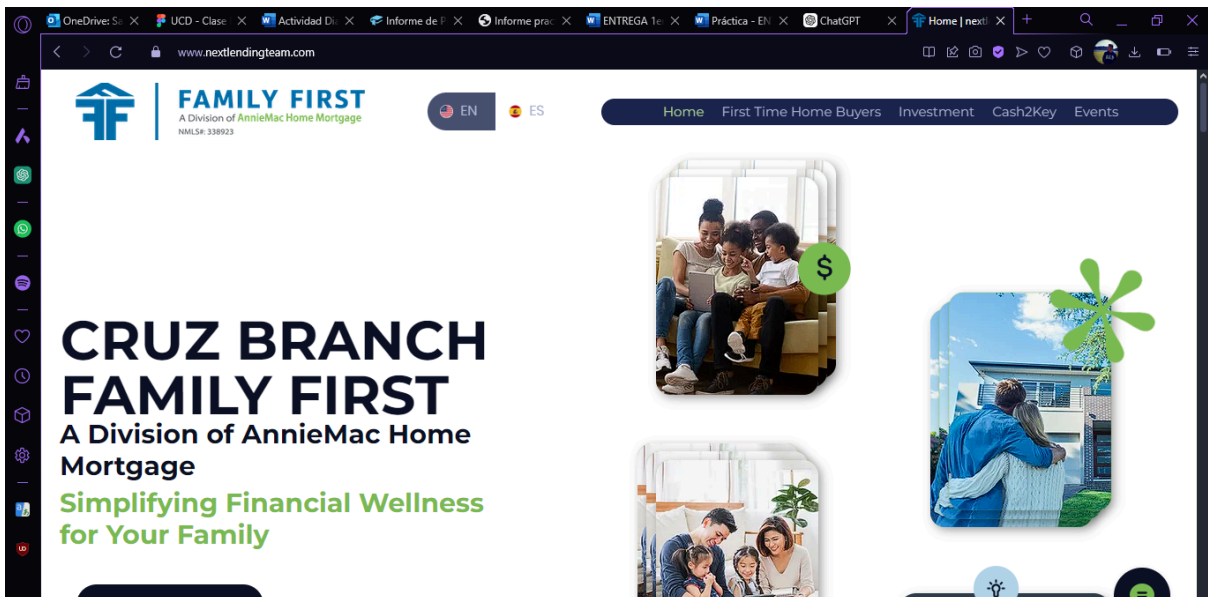 OneDrive: Sa
UCD - Clase
Actividad Dia
Informe de P
Informe prac
ENTREGA 1e
Práctica - EN
ChatGPT
Home | nextl
www.nextlendingteam.com
FAMILY FIRST
A Division of AnnieMac Home Mortgage
NMLS#: 338923
EN
ES
Home First Time Home Buyers Investment Cash2Key Events
$
CRUZ BRANCH
FAMILY FIRST
A Division of AnnieMac Home
Mortgage
Simplifying Financial Wellness
for Your Family